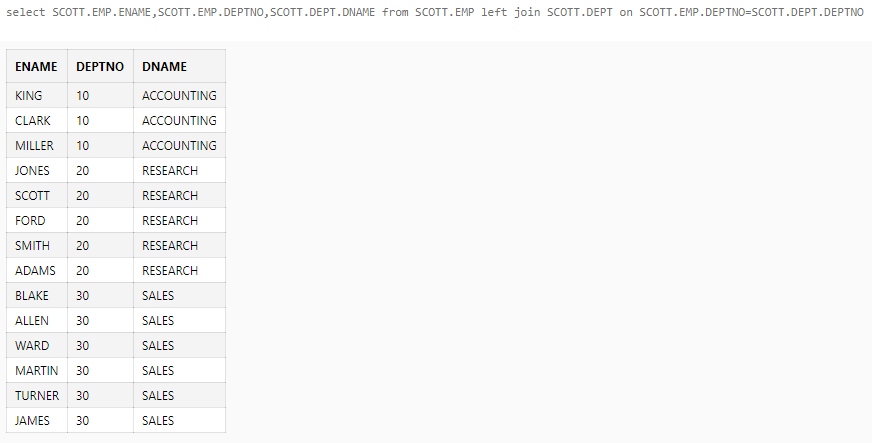 select SCOTT.EMP.ENAME,SCOTT.EMP.DEPTNO,SCOTT.DEPT.DNAME from SCOTT.EMP left join SCOTT.DEPT on SCOTT.EMP.DEPTNO=SCOTT.DEPT.DEPTNO
ENAME DEPTNO DNAME
KING 10 ACCOUNTING
CLARK 10 ACCOUNTING
MILLER 10 ACCOUNTING
JONES 20 RESEARCH
SCOTT 20 RESEARCH
FORD 20 RESEARCH
SMITH 20 RESEARCH
ADAMS 20 RESEARCH
BLAKE 30 SALES
ALLEN 30 SALES
WARD 30 SALES
MARTIN 30 SALES
TURNER 30 SALES
JAMES 30 SALES